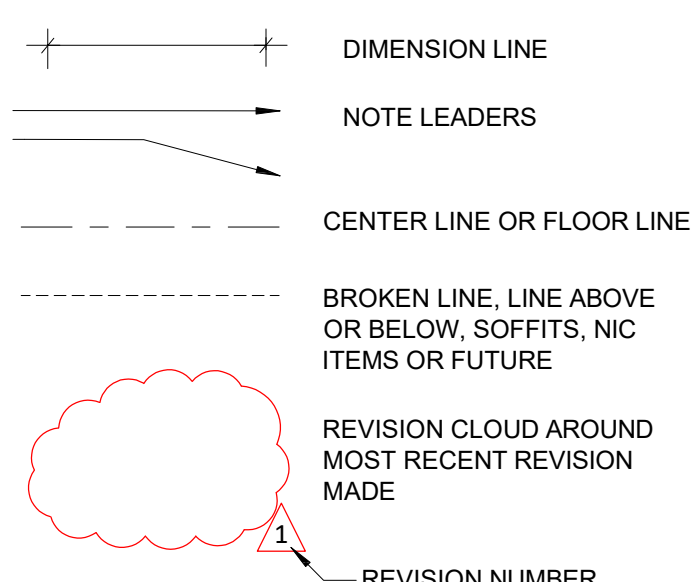 DIMENSION LINE
NOTE LEADERS
CENTER LINE OR FLOOR LINE
BROKEN LINE, LINE ABOVE
OR BELOW, SOFFITS, NIC
ITEMS OR FUTURE
REVISION CLOUD AROUND
MOST RECENT REVISION
MADE
1
REVISION NUMBER